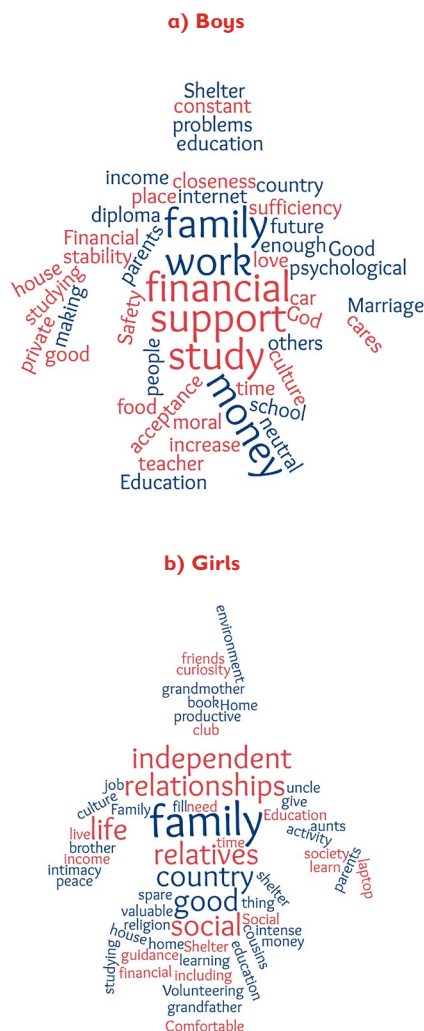 a) Boys
Shelter
constant
problems
education
income closeness country
place internet
diploma family sufficiency
future
Financial stability
parents
work love enough Good
psychological
house
studying
making
private
good
Safety
financial car
God
Marriage
cares
support
people
study others
culture
money
time
school
neutral
food
acceptance
moral
increase
teacher
Education
b) Girls
environment
friends
curiosity
grandmother
book Home
productive
club
independent
job relationships uncle
culture
Family fill need give
family Education
activity aunts
live life
time
brother
income
intimacy
peace
relatives society
learn
parents
laptop
country shelter
spare good thing
valuable
religion social Social
house
studying
home Shelter cousins intense
money
guidance learning education
financial including
Volunteering
grandfather
Comfortable